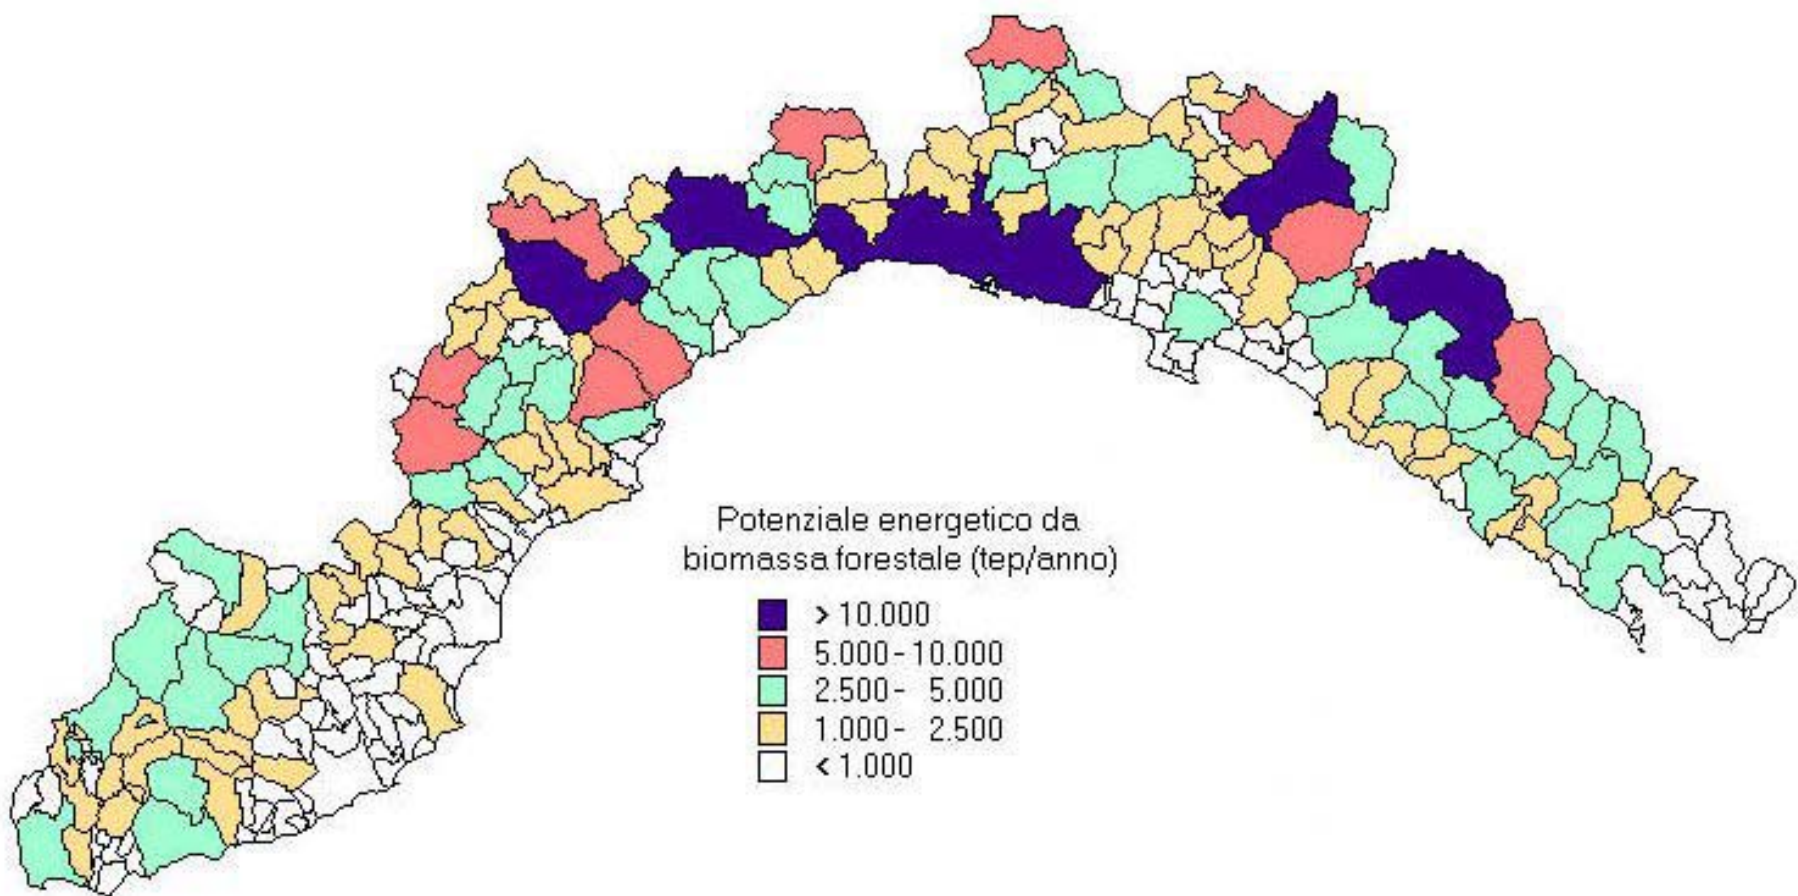 Potenziale energetico da
biomassa forestale (tep/anno)
> 10.000
5.000 - 10.000
2.500 - 5.000
1.000 - 2.500
< 1.000